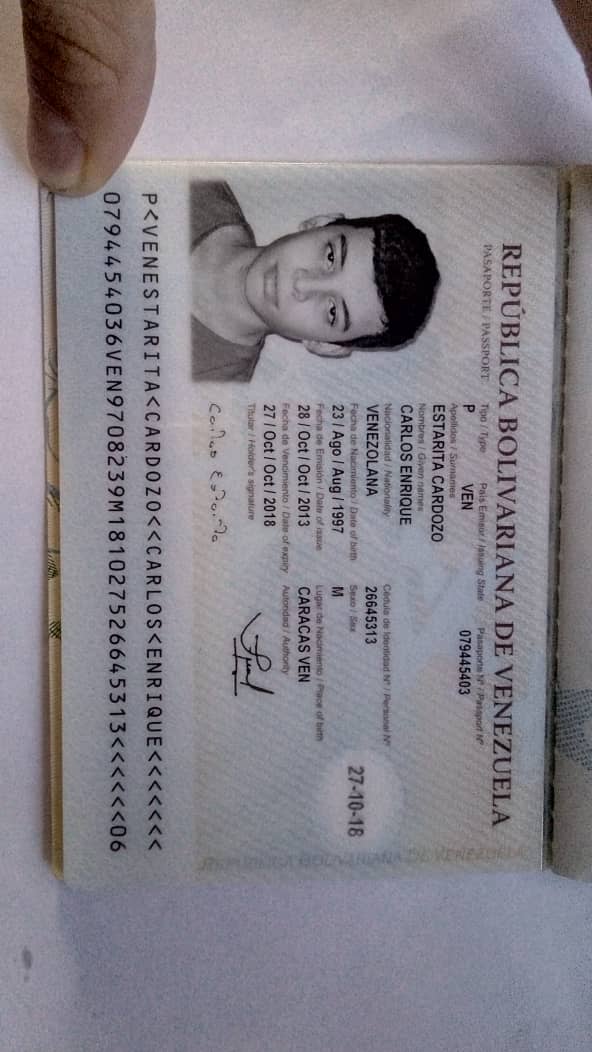 REPÚBLICA BOLIVARIANA DE VENEZUELA
PASAPORTE / PASSPORT
Tipo / Type País Emisor / Issuing State Pasaporte Nº / Passport Nº
P VEN 079445403
Apellidos / Surnames
ESTARITA CARDOZO
Nombres / Given names
CARLOS ENRIQUE
Nacionalidad / Nationality Cédula de Identidad Nº / Personal Nº
VENEZOLANA 26645313
Fecha de Nacimiento / Date of birth Sexo / Sex
23 / Ago / Aug / 1997 M
Fecha de Emisión / Date of issue Lugar de Nacimiento / Place of birth
28 / Oct / Oct / 2013 CARACAS VEN
Fecha de Vencimiento / Date of expiry Autoridad / Authority
27 / Oct / Oct / 2018
Titular / Holder's signature
Carlos Estarita
27-10-18
REPÚBLICA BOLIVARIANA DE VENEZUELA
P<VENESTARITA<CARDOZO<<CARLOS<ENRIQUE<<<<<<<
0794454036VEN9708239M181027526645313<<<<<<06